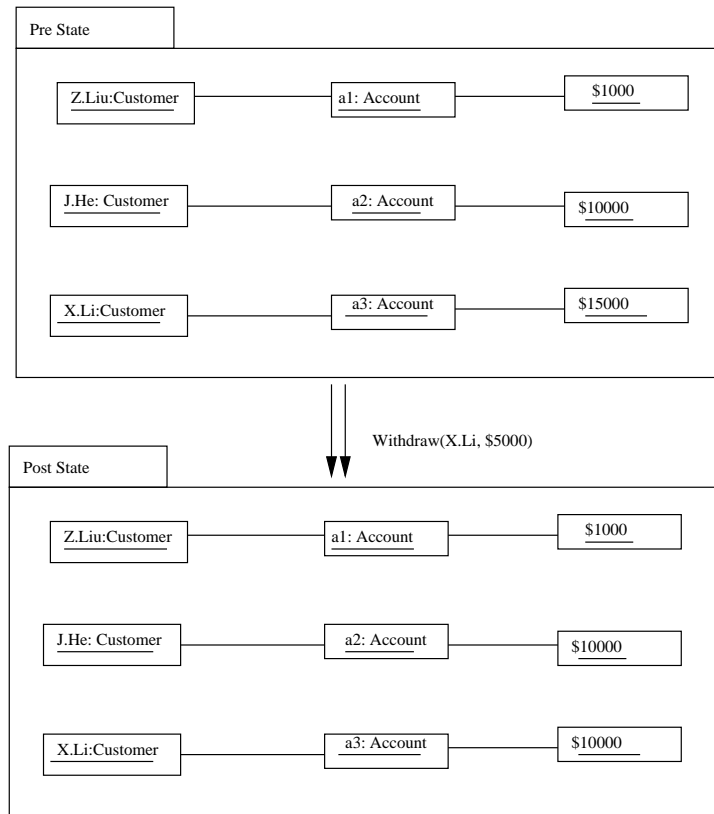 Pre State
Z.Liu:Customer
a1: Account
$1000
J.He: Customer
a2: Account
$10000
X.Li:Customer
a3: Account
$15000
Withdraw(X.Li, $5000)
Post State
Z.Liu:Customer
a1: Account
$1000
J.He: Customer
a2: Account
$10000
X.Li:Customer
a3: Account
$10000